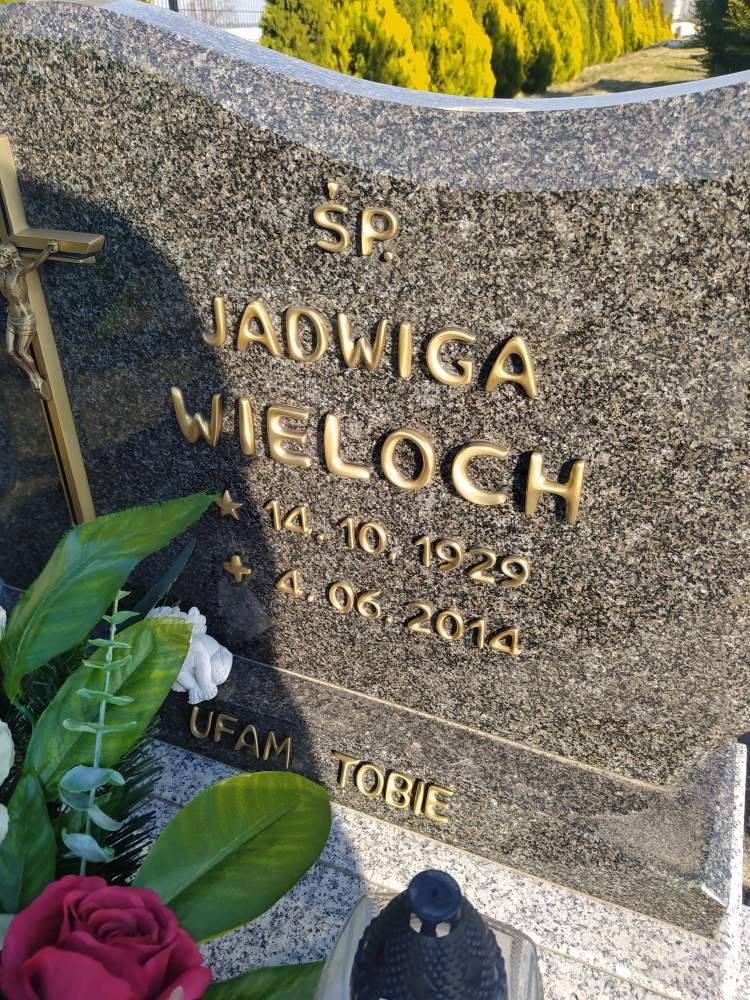 ŚP.
JADWIGA
WIELOCH
14. 10. 1929
4. 06. 2014
UFAM TOBIE